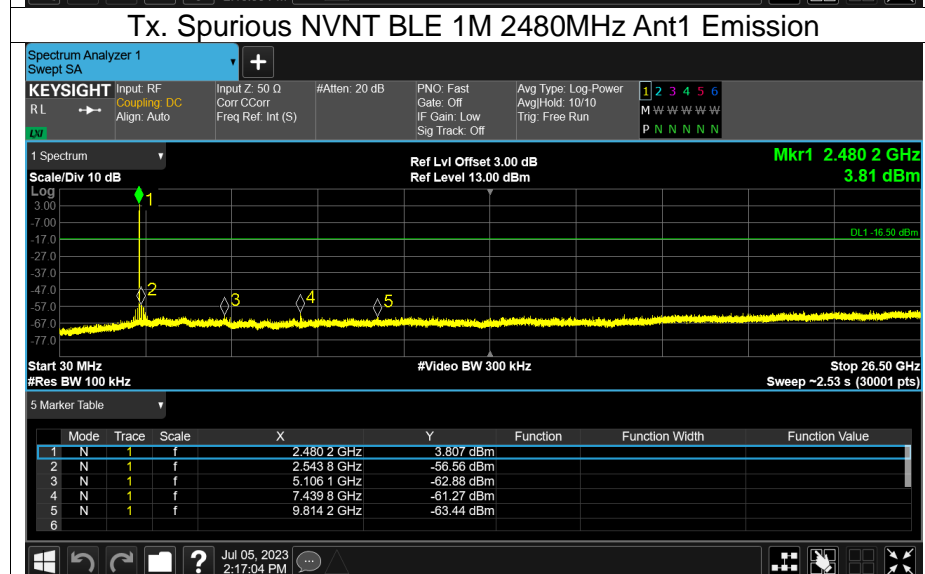 Tx. Spurious NVNT BLE 1M 2480MHz Ant1 Emission
Spectrum Analyzer 1
Swept SA
+
KEYSIGHT Input: RF Input Z: 50 Ω #Atten: 20 dB PNO: Fast Avg Type: Log-Power 1 2 3 4 5 6
R L Coupling: DC Corr CCorr Gate: Off Avg|Hold: 10/10 M W W W W W
Align: Auto Freq Ref: Int (S) IF Gain: Low Trig: Free Run
LXI Sig Track: Off P N N N N N
1 Spectrum Ref Lvl Offset 3.00 dB Mkr1 2.480 2 GHz
Scale/Div 10 dB Ref Level 13.00 dBm 3.81 dBm
Log
1
3.00
-7.00
-17.0 DL1 -16.50 dBm
-27.0
-37.0
-47.0 2
-57.0 3 4 5
-67.0
-77.0
Start 30 MHz #Video BW 300 kHz Stop 26.50 GHz
#Res BW 100 kHz Sweep ~2.53 s (30001 pts)
5 Marker Table
Mode Trace Scale X Y Function Function Width Function Value
1 N 1 f 2.480 2 GHz 3.807 dBm
2 N 1 f 2.543 8 GHz -56.56 dBm
3 N 1 f 5.106 1 GHz -62.88 dBm
4 N 1 f 7.439 8 GHz -61.27 dBm
5 N 1 f 9.814 2 GHz -63.44 dBm
6
? Jul 05, 2023
2:17:04 PM